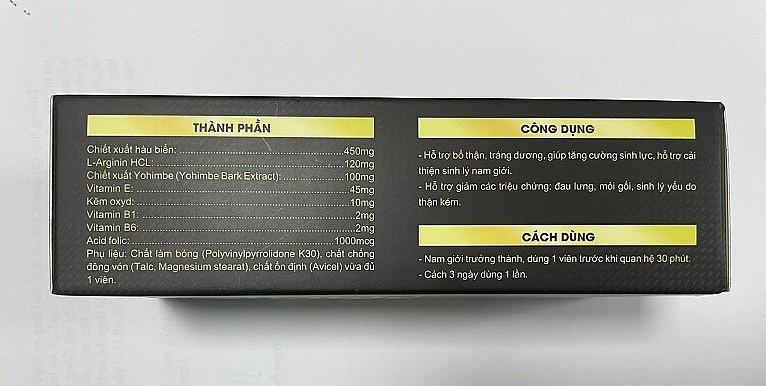 THÀNH PHẦN
Chiết xuất hàu biển: 450mg
L-Arginin HCL: 120mg
Chiết xuất Yohimbe (Yohimbe Bark Extract): 100mg
Vitamin E: 45mg
Kẽm oxyd: 10mg
Vitamin B1: 2mg
Vitamin B6: 2mg
Acid folic: 1000mcg
Phụ liệu: Chất làm bóng (Polyvinylpyrrolidone K30), chất chống
đông vón (Talc, Magnesium stearat), chất ổn định (Avicel) vừa đủ
1 viên.
CÔNG DỤNG
- Hỗ trợ bổ thận, tráng dương, giúp tăng cường sinh lực, hỗ trợ cải
thiện sinh lý nam giới.
- Hỗ trợ giảm các triệu chứng: đau lưng, mỏi gối, sinh lý yếu do
thận kém.
CÁCH DÙNG
- Nam giới trưởng thành, dùng 1 viên trước khi quan hệ 30 phút.
- Cách 3 ngày dùng 1 lần.